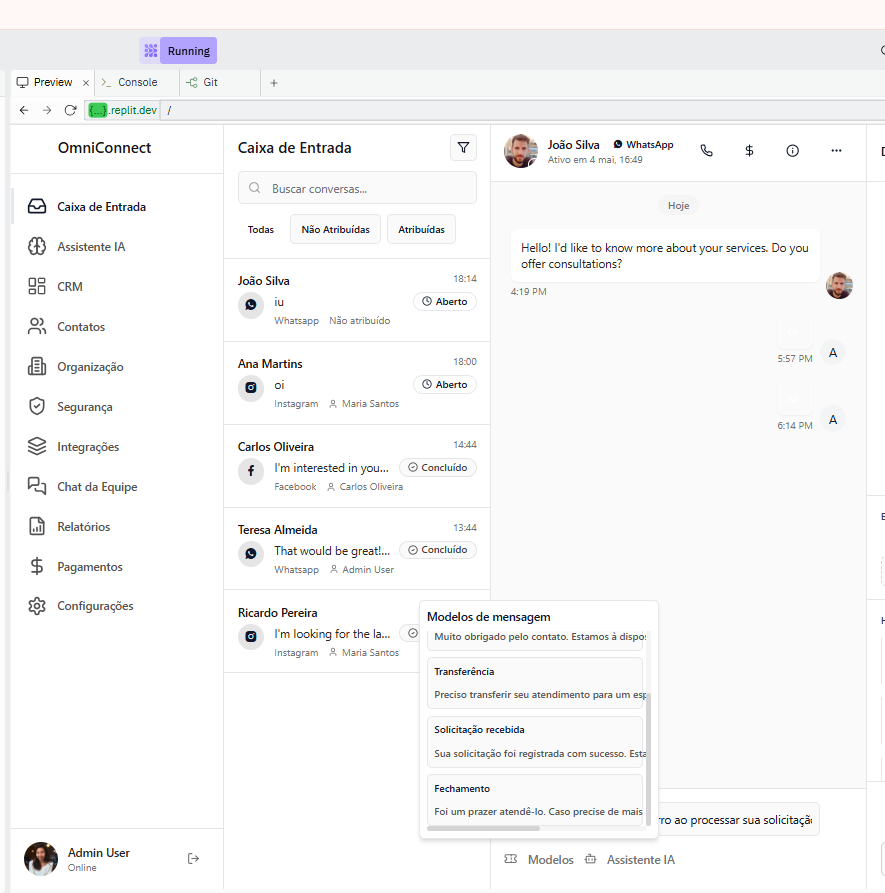 Running
Preview
Console
Git
.replit.dev
/
OmniConnect
Caixa de Entrada
Assistente IA
CRM
Contatos
Organização
Segurança
Integrações
Chat da Equipe
Relatórios
Pagamentos
Configurações
Admin User
Online
Caixa de Entrada
Buscar conversas...
Todas
Não Atribuídas
Atribuídas
João Silva
18:14
iu
Aberto
Whatsapp
Não atribuído
Ana Martins
18:00
oi
Aberto
Instagram
Maria Santos
Carlos Oliveira
14:44
I'm interested in you...
Concluído
Facebook
Carlos Oliveira
Teresa Almeida
13:44
That would be great!...
Concluído
Whatsapp
Admin User
Ricardo Pereira
I'm looking for the la...
Instagram
Maria Santos
João Silva
WhatsApp
Ativo em 4 mai, 16:49
Hoje
Hello! I'd like to know more about your services. Do you
offer consultations?
4:19 PM
5:57 PM
A
6:14 PM
A
Modelos de mensagem
Muito obrigado pelo contato. Estamos à dispos
Transferência
Preciso transferir seu atendimento para um esp
Solicitação recebida
Sua solicitação foi registrada com sucesso. Esta
Fechamento
Foi um prazer atendê-lo. Caso precise de mais
ro ao processar sua solicitação
Modelos
Assistente IA